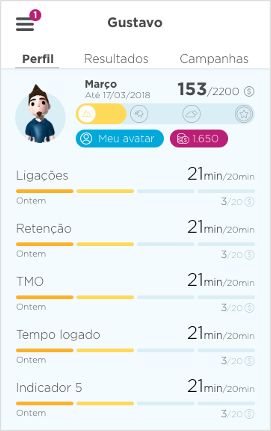 1
Gustavo
Perfil Resultados Campanhas
Março
Até 17/03/2018
153/2200 $
Meu avatar 1.650
Ligações 21min/20min
Ontem 3/20 $
Retenção 21min/20min
Ontem 3/20 $
TMO 21min/20min
Ontem 3/20 $
Tempo logado 21min/20min
Ontem 3/20 $
Indicador 5 21min/20min
Ontem 3/20 $